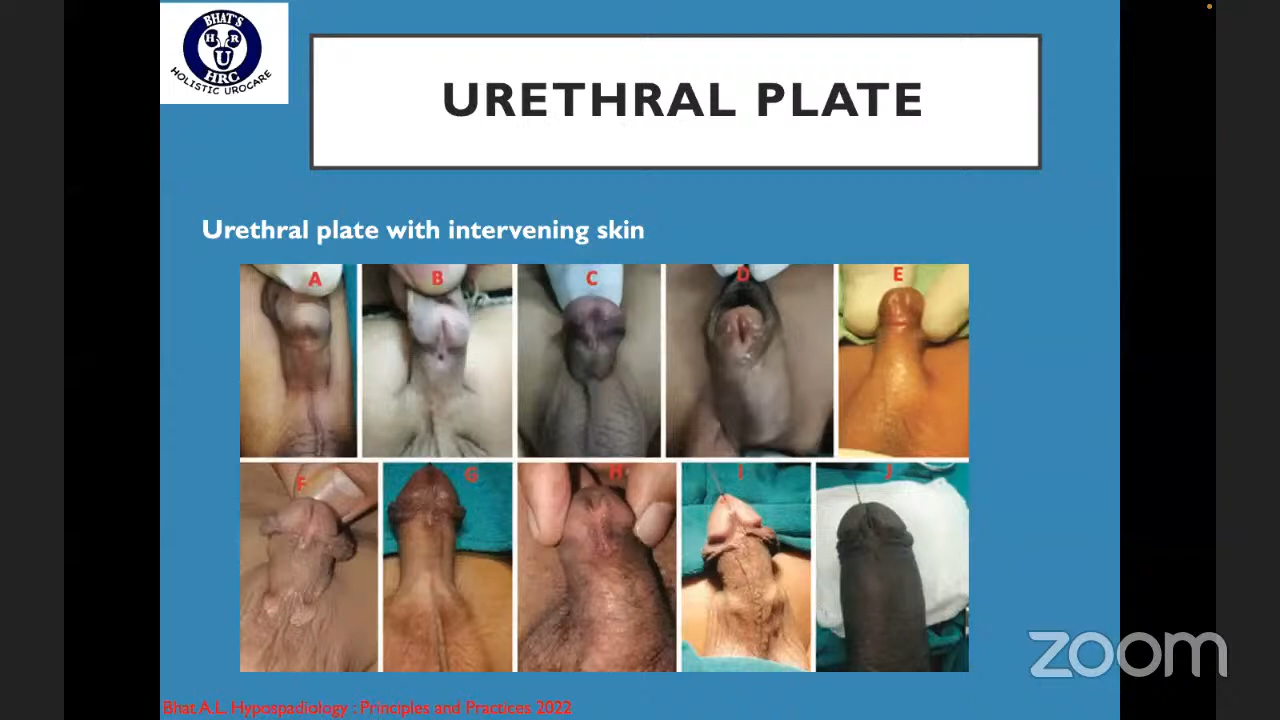 BHAT'S
H R
U
HRC
HOLISTIC UROCARE
URETHRAL PLATE
Urethral plate with intervening skin
A B C D E
F G H I J
zoom
Bhat A.L. Hypospadiology : Principles and Practices 2022